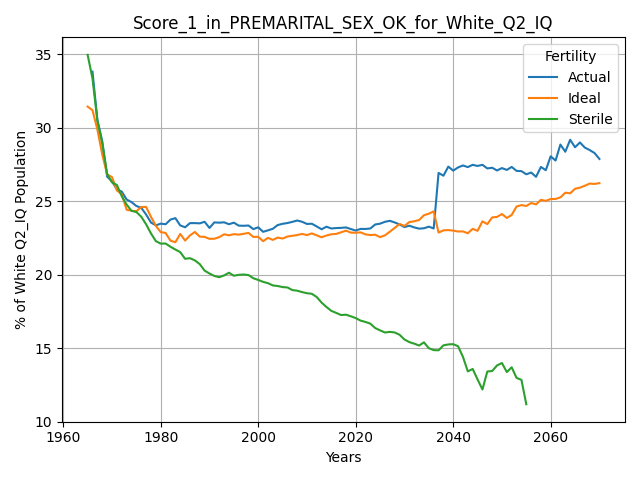 Score_1_in_PREMARITAL_SEX_OK_for_White_Q2_IQ
% of White Q2_IQ Population
35
30
25
20
15
10
Fertility
Actual
Ideal
Sterile
1960
1980
2000
2020
2040
2060
Years